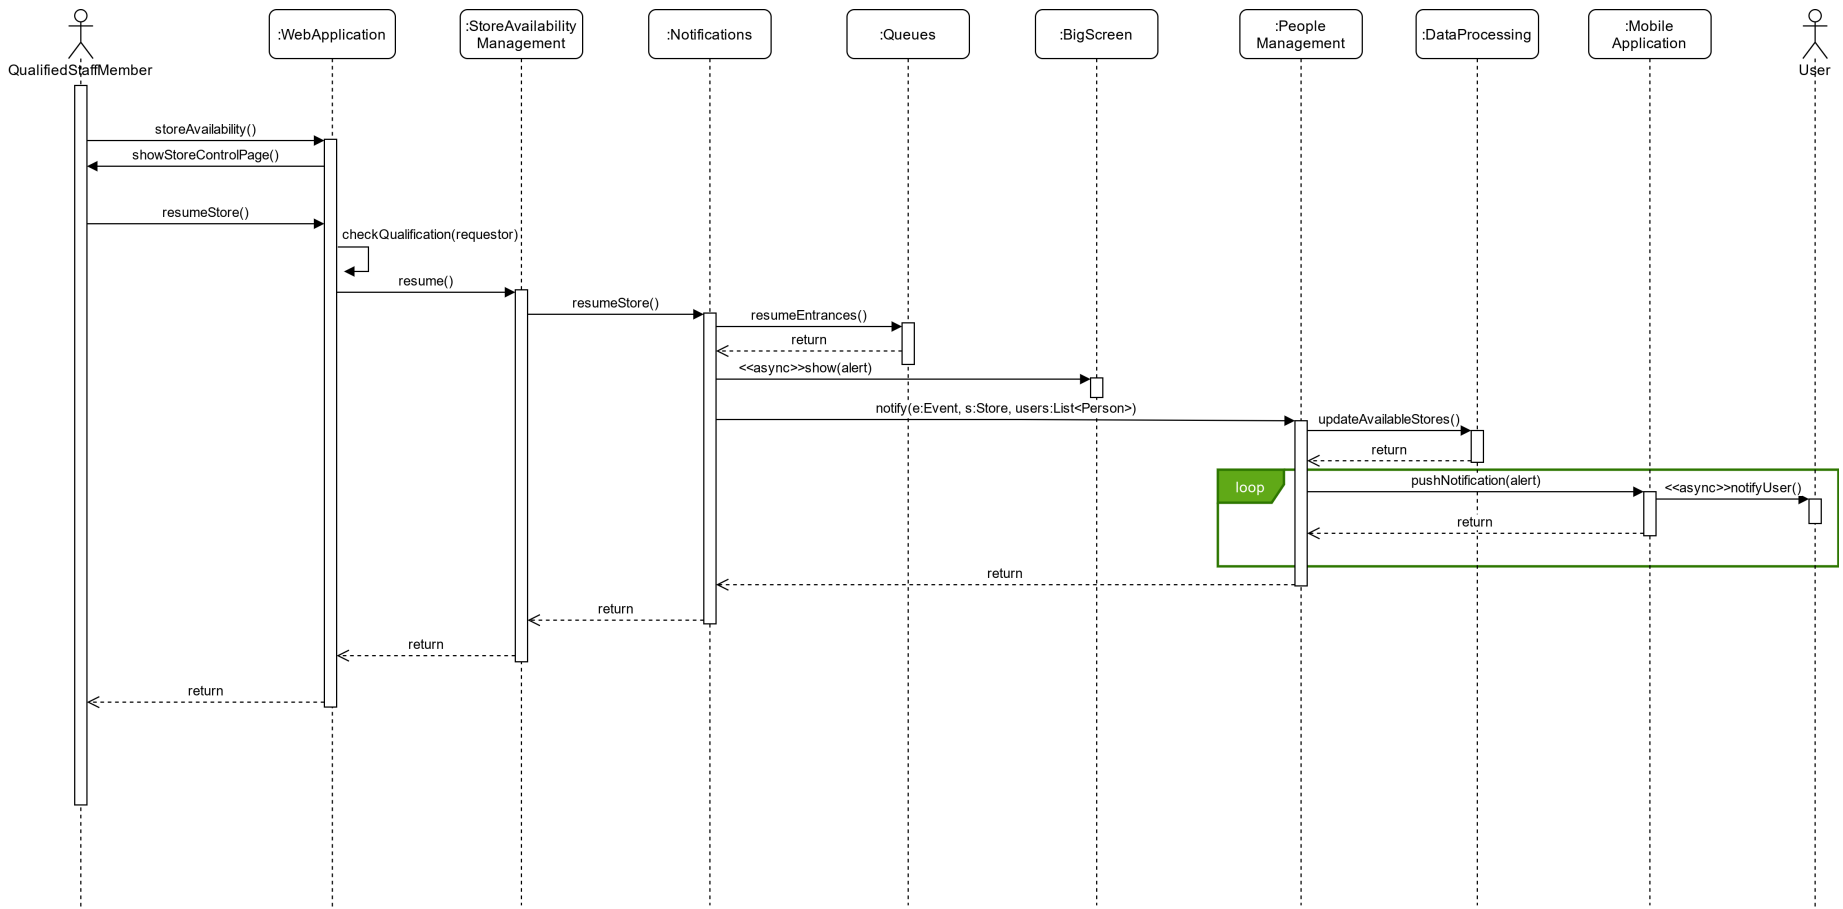 QualifiedStaffMember
:WebApplication
:StoreAvailability
Management
:Notifications
:Queues
:BigScreen
:People
Management
:DataProcessing
:Mobile
Application
User
storeAvailability()
showStoreControlPage()
resumeStore()
checkQualification(requestor)
resume()
resumeStore()
resumeEntrances()
return
<<async>>show(alert)
notify(e:Event, s:Store, users:List<Person>)
updateAvailableStores()
return
loop
pushNotification(alert)
<<async>>notifyUser()
return
return
return
return
return